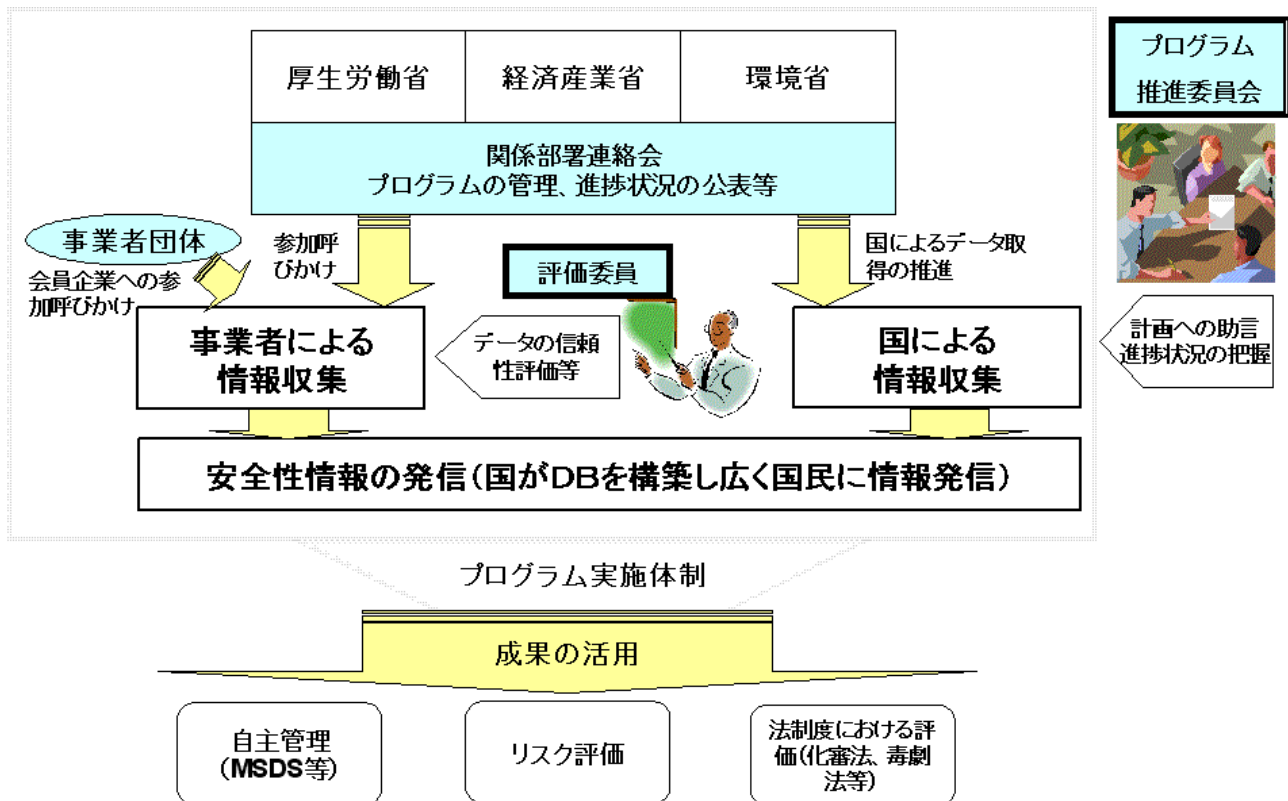 厚生労働省
経済産業省
環境省
関係部署連絡会
プログラムの管理、進捗状況の公表等
プログラム
推進委員会
事業者団体
会員企業への参
加呼びかけ
参加呼
びかけ
評価委員
国によるデータ取
得の推進
事業者による
情報収集
データの信頼
性評価等
国による
情報収集
計画への助言
進捗状況の把握
安全性情報の発信(国がDBを構築し広く国民に情報発信)
プログラム実施体制
成果の活用
自主管理
(MSDS等)
リスク評価
法制度における評
価(化審法、毒劇
法等)